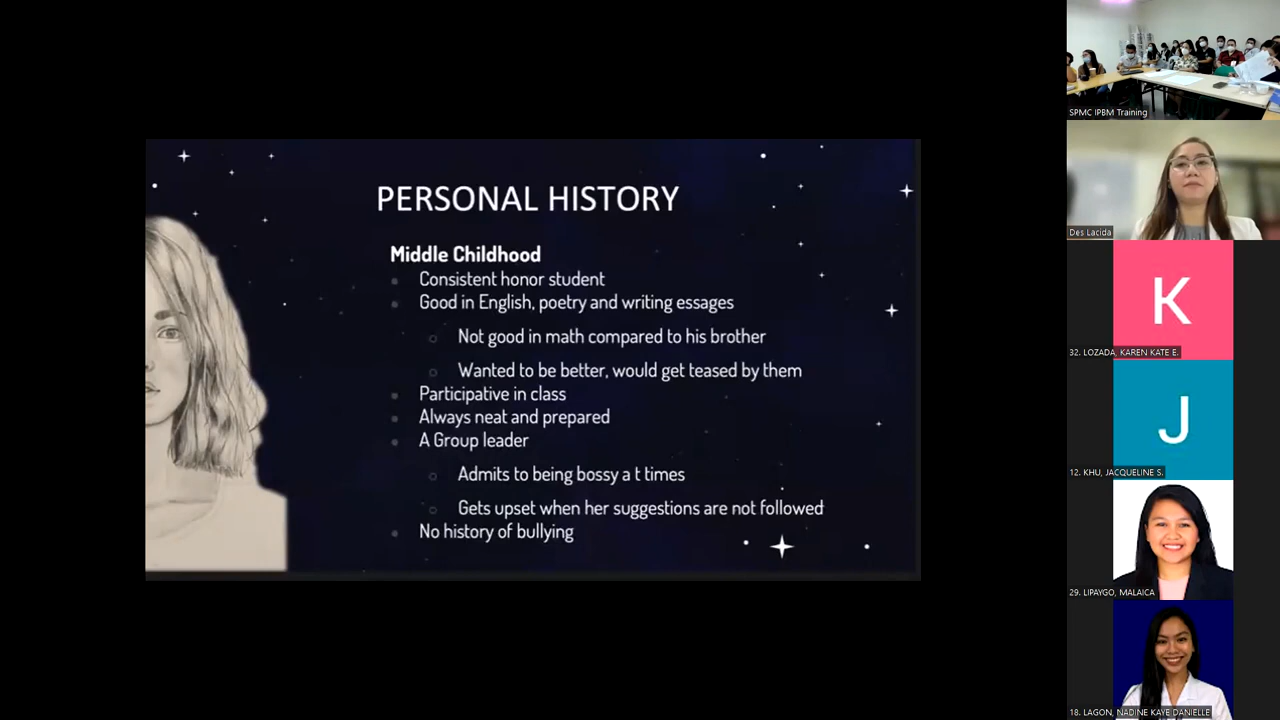 PERSONAL HISTORY
Middle Childhood
Consistent honor student
Good in English, poetry and writing essages
Not good in math compared to his brother
Wanted to be better, would get teased by them
Participative in class
Always neat and prepared
A Group leader
Admits to being bossy a t times
Gets upset when her suggestions are not followed
No history of bullying
SPMC IPBM Training
Des Lacida
K
32. LOZADA, KAREN KATE E.
J
12. KHU, JACQUELINE S.
29. LIPAYGO, MALAICA
18. LAGON, NADINE KAYE DANIELLE